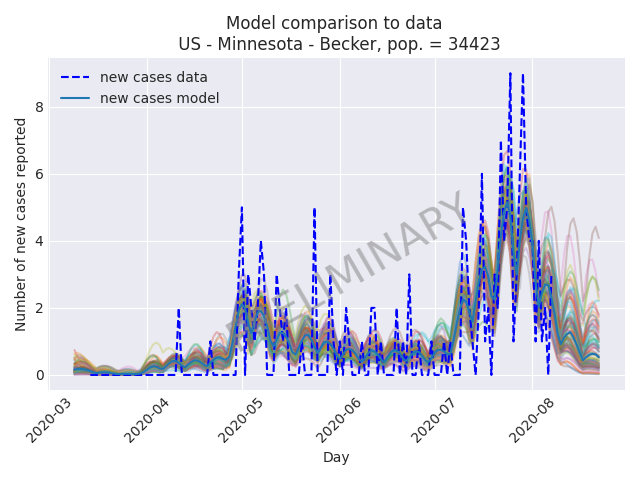 Model comparison to data
US - Minnesota - Becker, pop. = 34423
new cases data
new cases model
PRELIMINARY
Number of new cases reported
8
6
4
2
0
2020-03
2020-04
2020-05
2020-06
2020-07
2020-08
Day